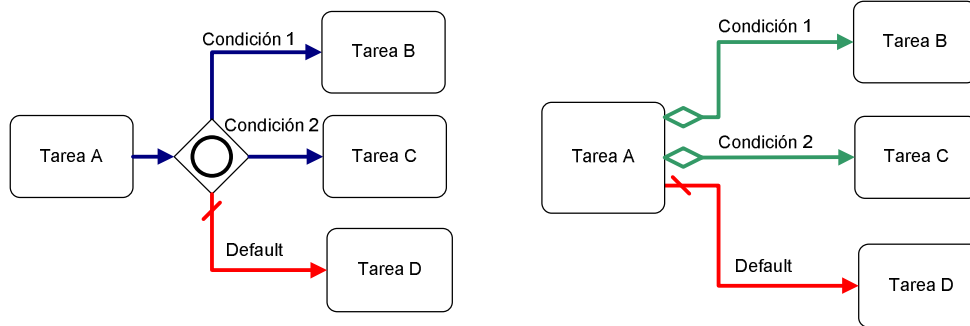 Condición 1
Tarea B
Tarea A
Condición 2
Tarea C
Default
Tarea D
Condición 1
Tarea B
Tarea A
Condición 2
Tarea C
Default
Tarea D